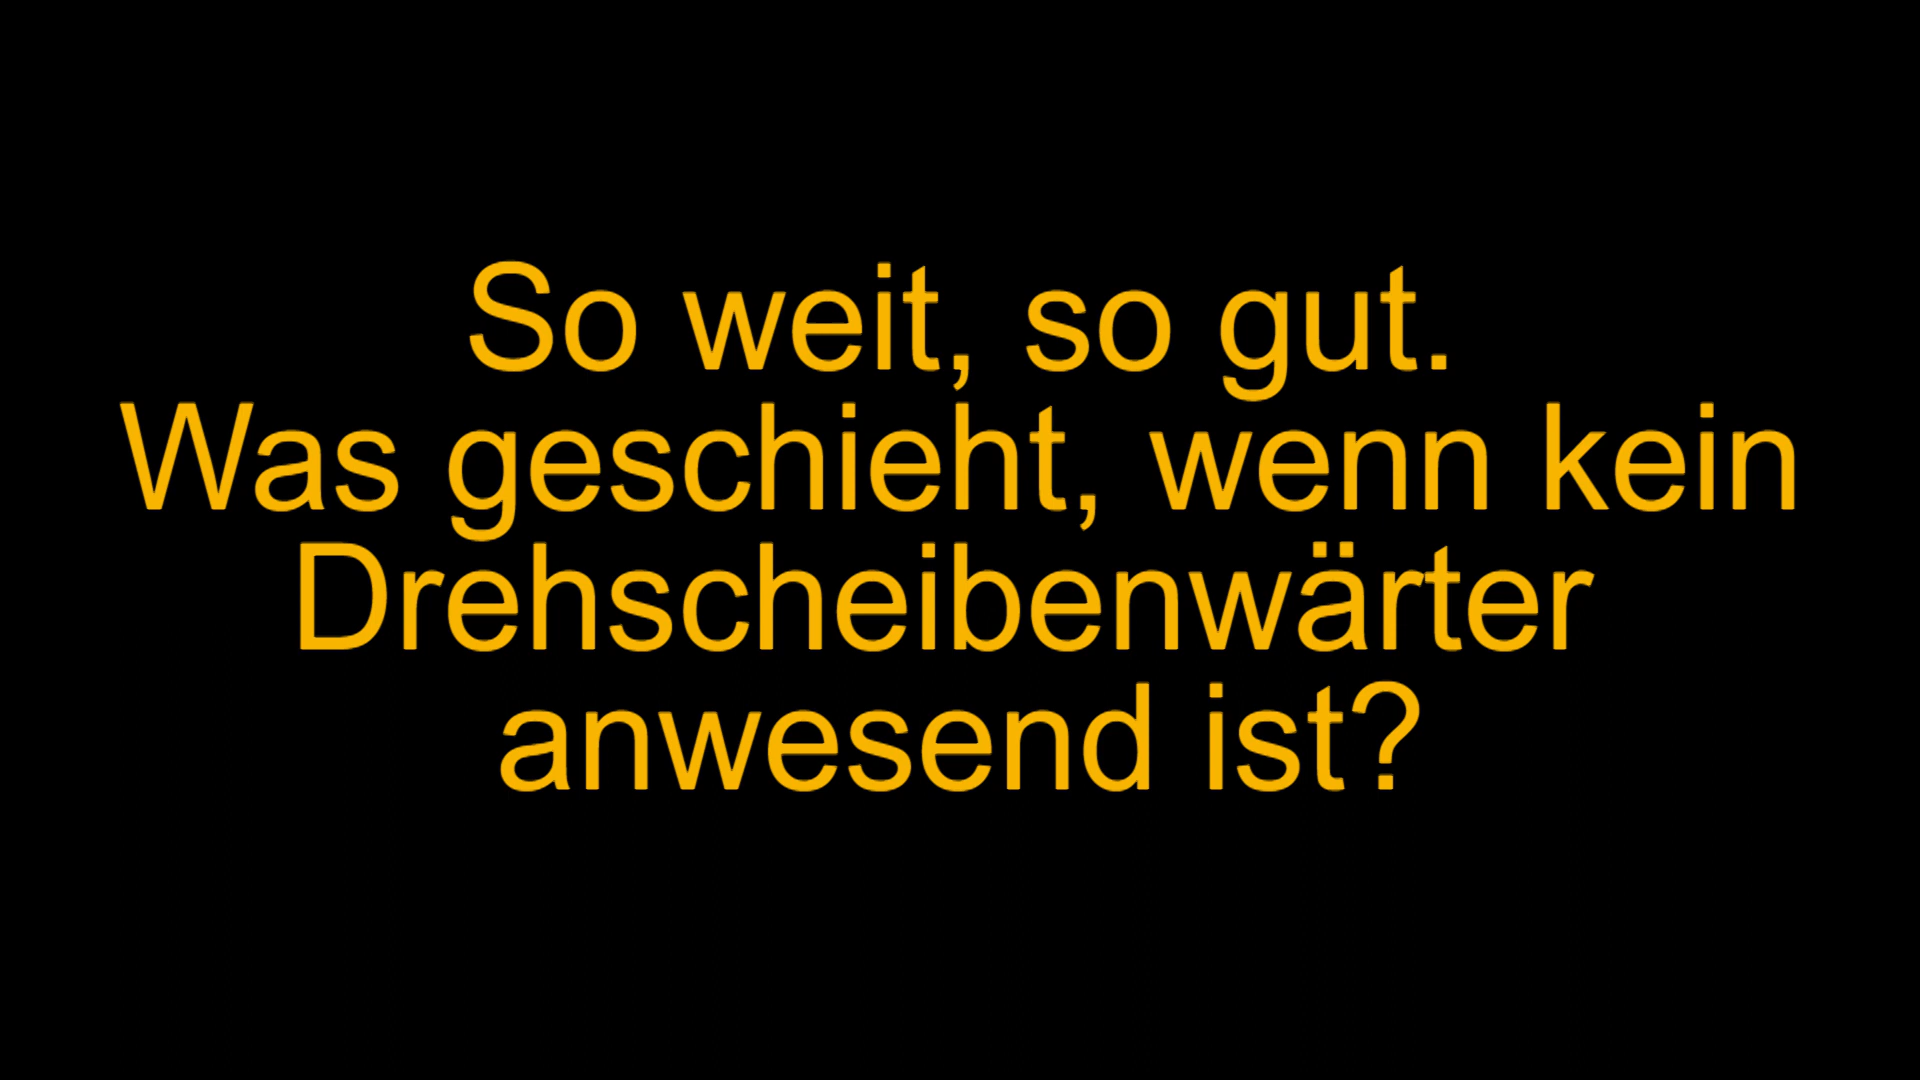 So weit, so gut.
Was geschieht, wenn kein
Drehscheibenwärter
anwesend ist?